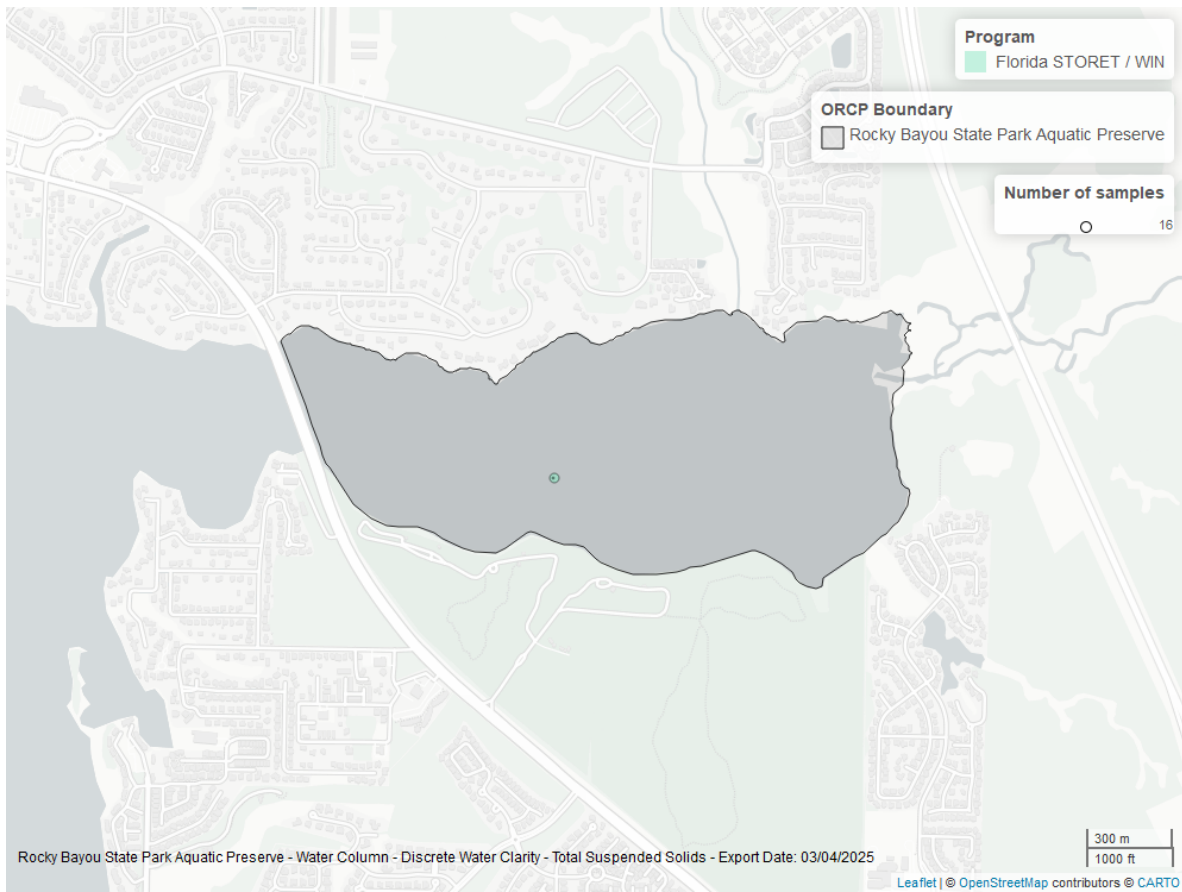 Program
Florida STORET / WIN
ORCP Boundary
Rocky Bayou State Park Aquatic Preserve
Number of samples
16
300 m
1000 ft
Rocky Bayou State Park Aquatic Preserve - Water Column - Discrete Water Clarity - Total Suspended Solids - Export Date: 03/04/2025
Leaflet | © OpenStreetMap contributors © CARTO